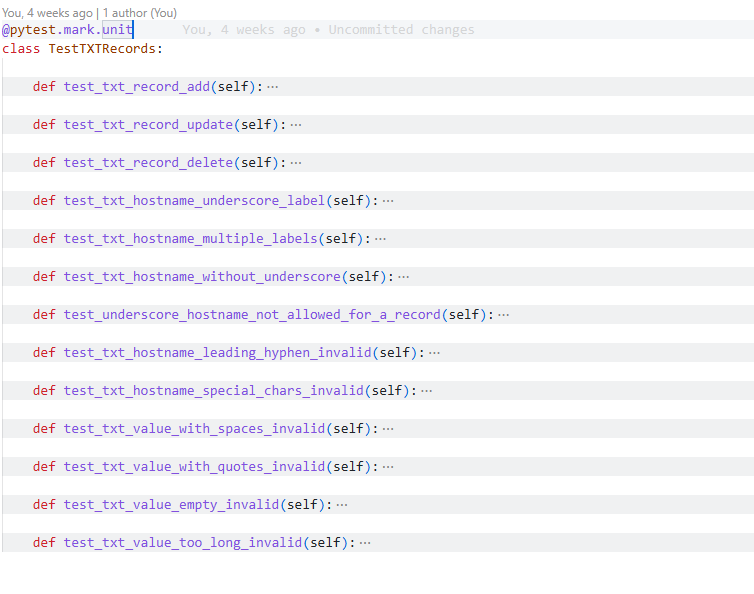 You, 4 weeks ago | 1 author (You)
@pytest.mark.unit You, 4 weeks ago • Uncommitted changes
class TestTXTRecords:
def test_txt_record_add(self):···
def test_txt_record_update(self):···
def test_txt_record_delete(self):···
def test_txt_hostname_underscore_label(self):···
def test_txt_hostname_multiple_labels(self):···
def test_txt_hostname_without_underscore(self):···
def test_underscore_hostname_not_allowed_for_a_record(self):···
def test_txt_hostname_leading_hyphen_invalid(self):···
def test_txt_hostname_special_chars_invalid(self):···
def test_txt_value_with_spaces_invalid(self):···
def test_txt_value_with_quotes_invalid(self):···
def test_txt_value_empty_invalid(self):···
def test_txt_value_too_long_invalid(self):···